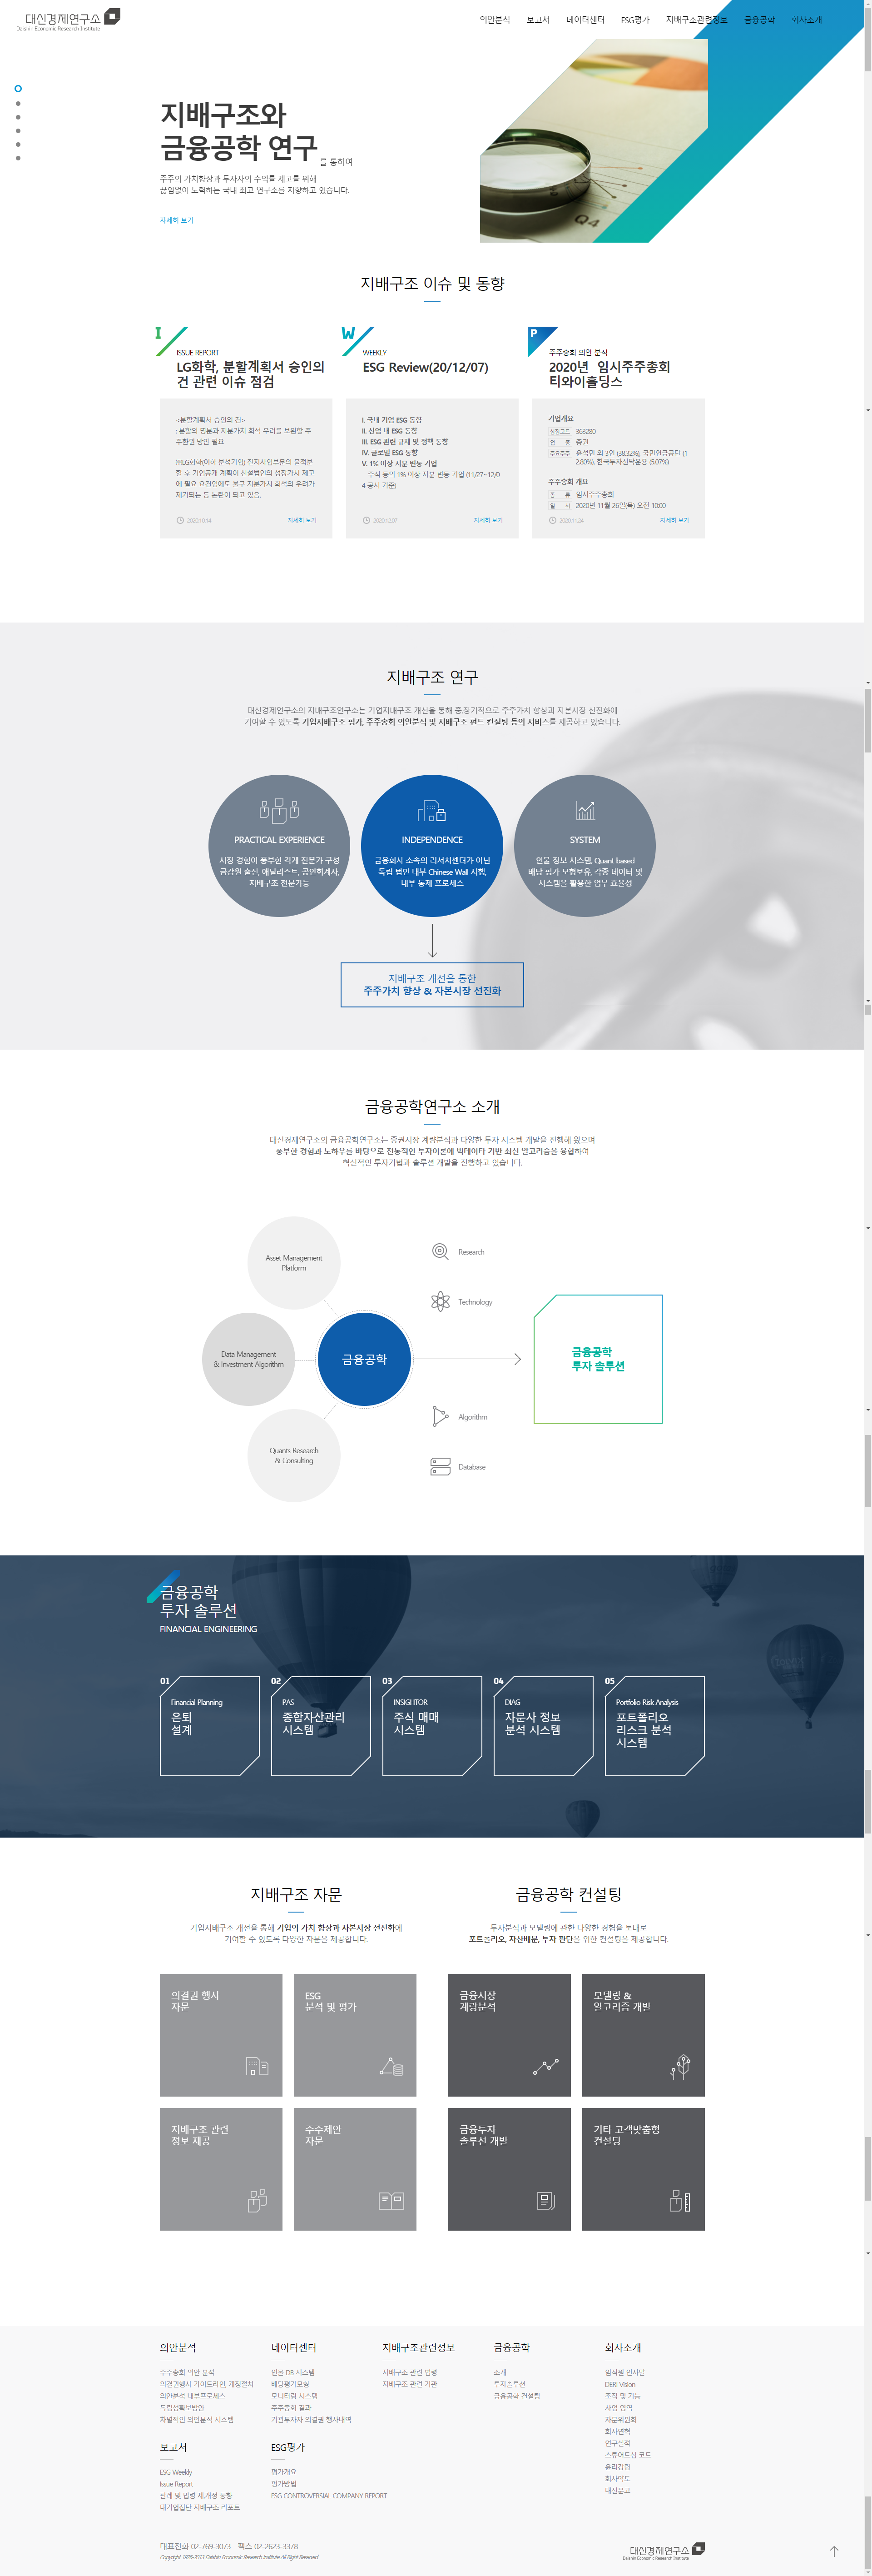 대신경제연구소
Daishin Economic Research Institute
의안분석 보고서 데이터센터 ESG평가 지배구조관련정보 금융공학 회사소개
지배구조와
금융공학 연구 를 통하여
주주의 가치향상과 투자자의 수익률 제고를 위해
끊임없이 노력하는 국내 최고 연구소를 지향하고 있습니다.
자세히 보기
Q4
지배구조 이슈 및 동향
I
ISSUE REPORT
LG화학, 분할계획서 승인의
건 관련 이슈 점검
<분할계획서 승인의 건>
: 분할의 명분과 지분가치 희석 우려를 보완할 주
주환원 방안 필요
㈜LG화학(이하 분석기업) 전지사업부문의 물적분
할 후 기업공개 계획이 신설법인의 성장가치 제고
에 필요 요건임에도 불구 지분가치 희석의 우려가
제기되는 등 논란이 되고 있음.
2020.10.14 자세히 보기
W
WEEKLY
ESG Review(20/12/07)
I. 국내 기업 ESG 동향
II. 산업 내 ESG 동향
III. ESG 관련 규제 및 정책 동향
IV. 글로벌 ESG 동향
V. 1% 이상 지분 변동 기업
주식 등의 1% 이상 지분 변동 기업 (11/27~12/0
4 공시 기준)
2020.12.07 자세히 보기
P
주주총회 의안 분석
2020년 임시주주총회
티와이홀딩스
기업개요
상장코드 363280
업 종 증권
주요주주 윤석민 외 3인 (38.32%), 국민연금공단 (1
2.80%), 한국투자신탁운용 (5.07%)
주주총회 개요
종 류 임시주주총회
일 시 2020년 11월 26일(목) 오전 10:00
2020.11.24 자세히 보기
지배구조 연구
대신경제연구소의 지배구조연구소는 기업지배구조 개선을 통해 중,장기적으로 주주가치 향상과 자본시장 선진화에
기여할 수 있도록 기업지배구조 평가, 주주총회 의안분석 및 지배구조 펀드 컨설팅 등의 서비스를 제공하고 있습니다.
PRACTICAL EXPERIENCE
시장 경험이 풍부한 각계 전문가 구성
금감원 출신, 애널리스트, 공인회계사,
지배구조 전문가등
INDEPENDENCE
금융회사 소속의 리서치센터가 아닌
독립 법인 내부 Chinese Wall 시행,
내부 통제 프로세스
SYSTEM
인물 정보 시스템, Quant based
배당 평가 모형보유, 각종 데이터 및
시스템을 활용한 업무 효율성
지배구조 개선을 통한
주주가치 향상 & 자본시장 선진화
금융공학연구소 소개
대신경제연구소의 금융공학연구소는 증권시장 계량분석과 다양한 투자 시스템 개발을 진행해 왔으며
풍부한 경험과 노하우를 바탕으로 전통적인 투자이론에 빅데이터 기반 최신 알고리즘을 융합하여
혁신적인 투자기법과 솔루션 개발을 진행하고 있습니다.
Asset Management
Platform
Data Management
& Investment Algorithm
Quants Research
& Consulting
금융공학
Research
Technology
Algorithm
Database
금융공학
투자 솔루션
금융공학
투자 솔루션
FINANCIAL ENGINEERING
01
Financial Planning
은퇴
설계
02
PAS
종합자산관리
시스템
03
INSIGHTOR
주식 매매
시스템
04
DIAG
자문사 정보
분석 시스템
05
Portfolio Risk Analysis
포트폴리오
리스크 분석
시스템
지배구조 자문
기업지배구조 개선을 통해 기업의 가치 향상과 자본시장 선진화에
기여할 수 있도록 다양한 자문을 제공합니다.
의결권 행사
자문
ESG
분석 및 평가
지배구조 관련
정보 제공
주주제안
자문
금융공학 컨설팅
투자분석과 모델링에 관한 다양한 경험을 토대로
포트폴리오, 자산배분, 투자 판단을 위한 컨설팅을 제공합니다.
금융시장
계량분석
모델링 &
알고리즘 개발
금융투자
솔루션 개발
기타 고객맞춤형
컨설팅
의안분석
주주총회 의안 분석
의결권행사 가이드라인, 개정절차
의안분석 내부프로세스
독립성확보방안
차별적인 의안분석 시스템
데이터센터
인물 DB 시스템
배당평가모형
모니터링 시스템
주주총회 결과
기관투자자 의결권 행사내역
지배구조관련정보
지배구조 관련 법령
지배구조 관련 기관
금융공학
소개
투자솔루션
금융공학 컨설팅
회사소개
임직원 인사말
DERI Vision
조직 및 기능
사업 영역
자문위원회
회사연혁
연구실적
스튜어드십 코드
윤리강령
회사약도
대신문고
보고서
ESG Weekly
Issue Report
판례 및 법령 제,개정 동향
대기업집단 지배구조 리포트
ESG평가
평가개요
평가방법
ESG CONTROVERSIAL COMPANY REPORT
대표전화 02-769-3073 팩스 02-2623-3378
Copyright 1976-2013 Daishin Economic Research Institute All Right Reserved.
대신경제연구소
Daishin Economic Research Institute